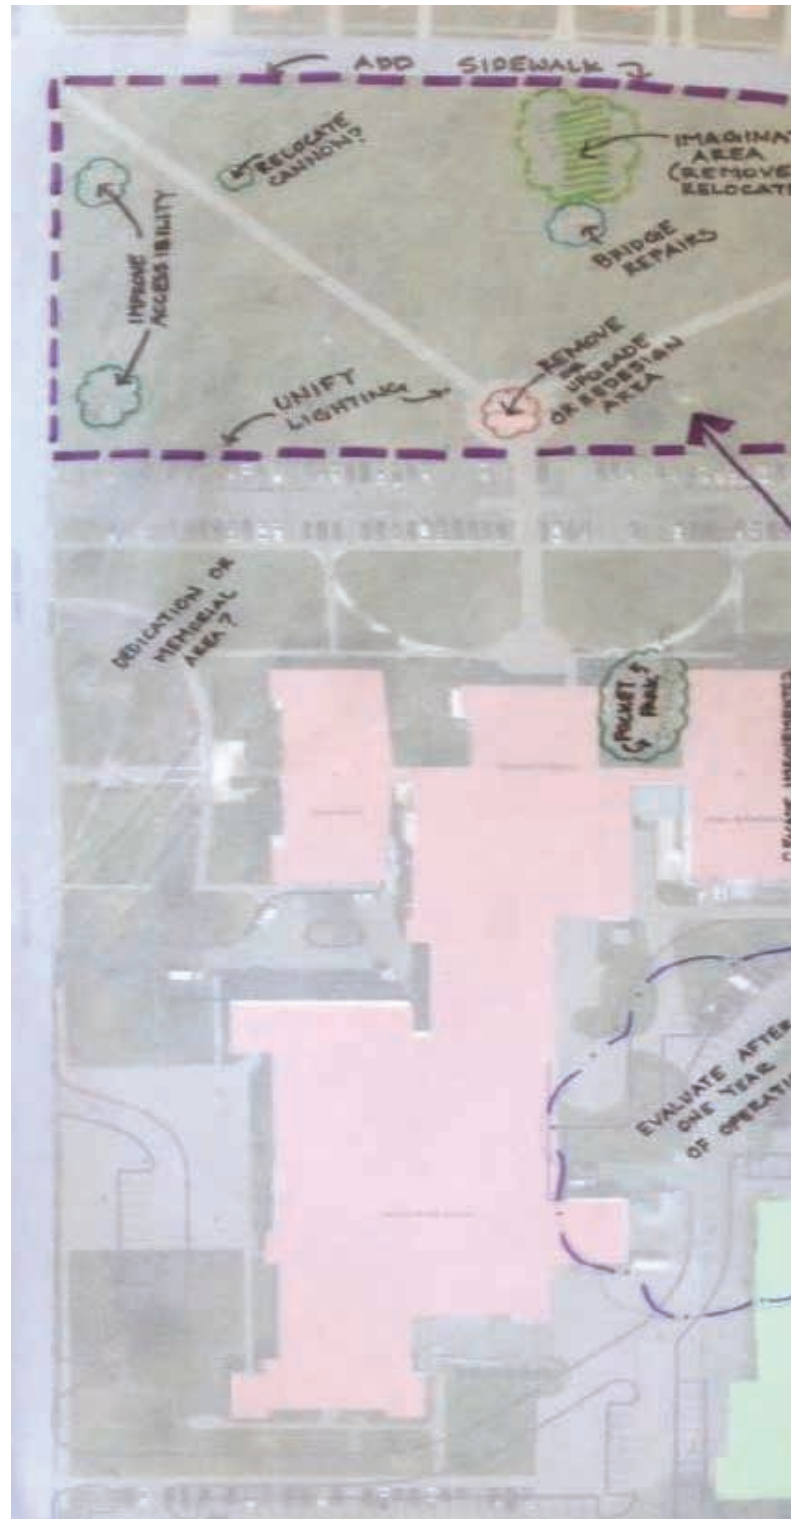 ADD SIDEWALK
RELOCATE
CANNON?
IMAGINAT
AREA
(REMOVE
RELOCATE
IMPROVE
ACCESSIBILITY
BRIDGE
REPAIRS
REMOVE
OR
UPGRADE
OR REDESIGN
AREA
UNIFY
LIGHTING
DEDICATION OR
MEMORIAL
AREA?
POCKET
PARK
EVALUATE AFTER
ONE YEAR
OF OPERATIO